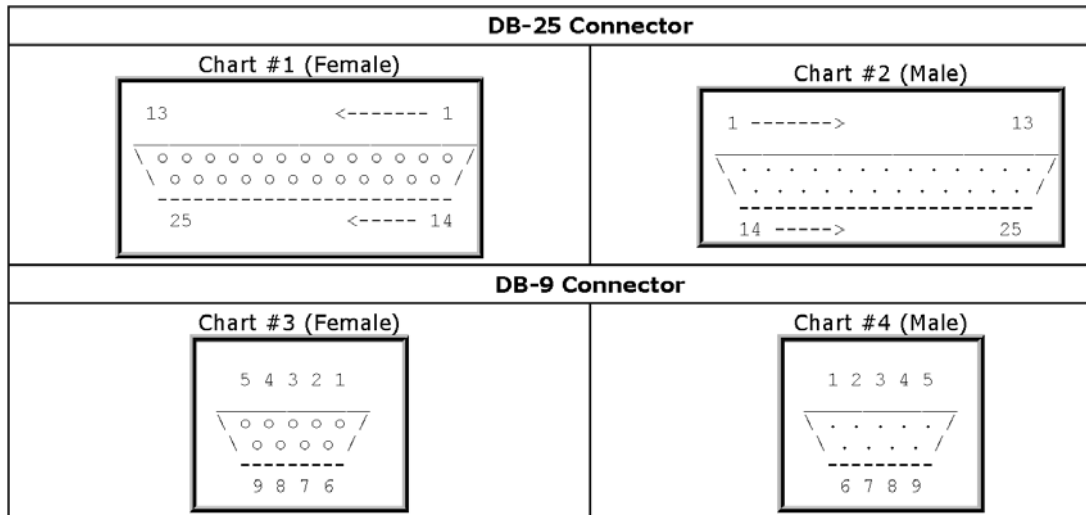 DB-25 Connector
Chart #1 (Female)
13 <------- 1
25 <----- 14
Chart #2 (Male)
1 -------> 13
14 -----> 25
DB-9 Connector
Chart #3 (Female)
5 4 3 2 1
9 8 7 6
Chart #4 (Male)
1 2 3 4 5
6 7 8 9